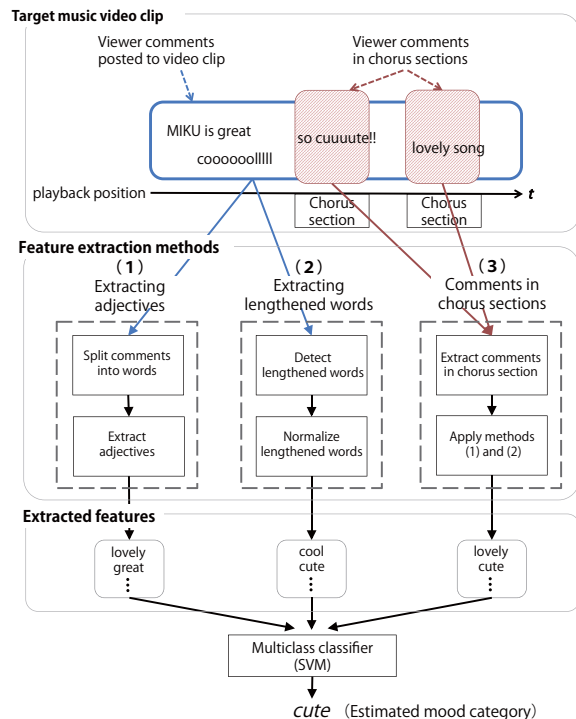 Target music video clip
Viewer comments
posted to video clip
Viewer comments
in chorus sections
MIKU is great
cooooooolllll
so cuuuute!!
lovely song
playback position
t
Chorus
section
Chorus
section
Feature extraction methods
(1)
Extracting
adjectives
(2)
Extracting
lengthened words
(3)
Comments in
chorus sections
Split comments
into words
Detect
lengthened words
Extract comments
in chorus section
Extract
adjectives
Normalize
lengthened words
Apply methods
(1) and (2)
Extracted features
lovely
great
⋮
cool
cute
⋮
lovely
cute
⋮
Multiclass classifier
(SVM)
cute (Estimated mood category)